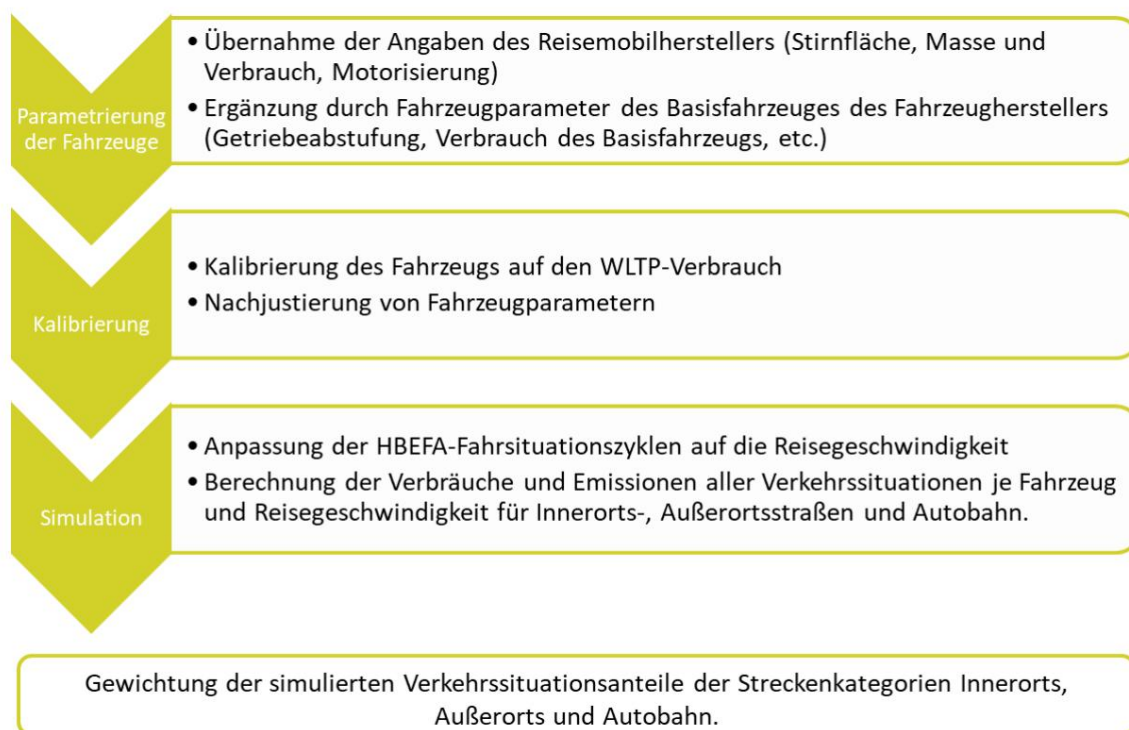 • Übernahme der Angaben des Reisemobilherstellers (Stirnfläche, Masse und
Verbrauch, Motorisierung)
Parametrierung
der Fahrzeuge
• Ergänzung durch Fahrzeugparameter des Basisfahrzeuges des Fahrzeugherstellers
(Getriebeabstufung, Verbrauch des Basisfahrzeugs, etc.)
• Kalibrierung des Fahrzeugs auf den WLTP-Verbrauch
• Nachjustierung von Fahrzeugparametern
Kalibrierung
• Anpassung der HBEFA-Fahrsituationszyklen auf die Reisegeschwindigkeit
• Berechnung der Verbräuche und Emissionen aller Verkehrssituationen je Fahrzeug
und Reisegeschwindigkeit für Innerorts-, Außerortsstraßen und Autobahn.
Simulation
Gewichtung der simulierten Verkehrssituationsanteile der Streckenkategorien Innerorts,
Außerorts und Autobahn.